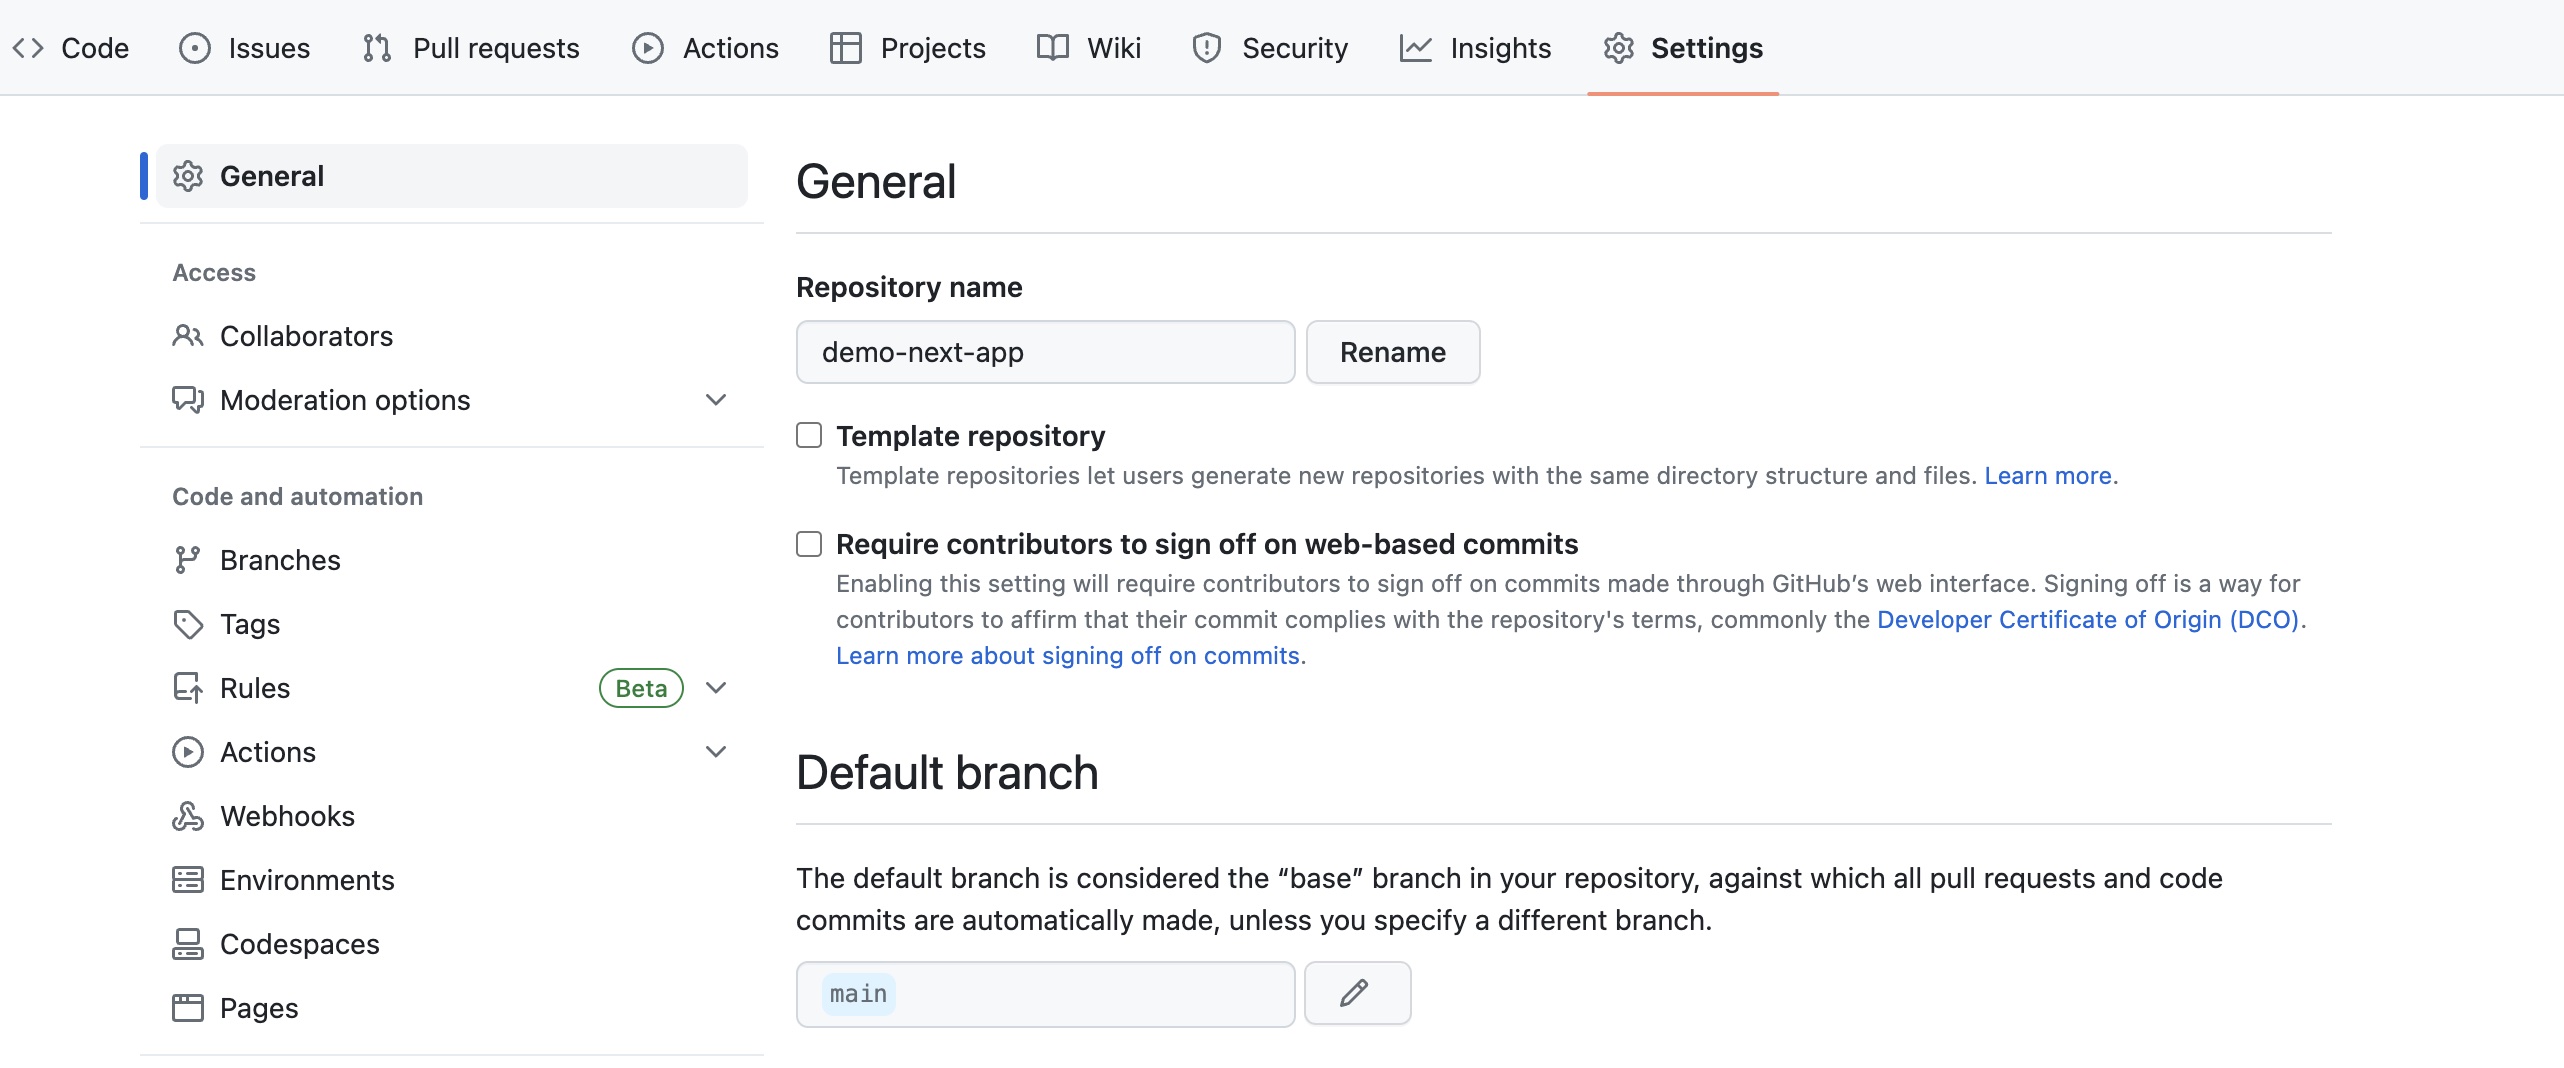 Code Issues Pull requests Actions Projects Wiki Security Insights Settings
General
Access
Collaborators
Moderation options
Code and automation
Branches
Tags
Rules Beta
Actions
Webhooks
Environments
Codespaces
Pages
General
Repository name
demo-next-app Rename
Template repository
Template repositories let users generate new repositories with the same directory structure and files. Learn more.
Require contributors to sign off on web-based commits
Enabling this setting will require contributors to sign off on commits made through GitHub’s web interface. Signing off is a way for
contributors to affirm that their commit complies with the repository's terms, commonly the Developer Certificate of Origin (DCO).
Learn more about signing off on commits.
Default branch
The default branch is considered the “base” branch in your repository, against which all pull requests and code
commits are automatically made, unless you specify a different branch.
main